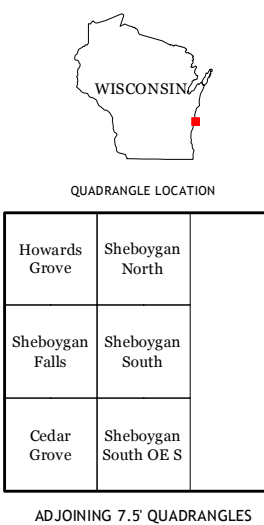 WISCONSIN
QUADRANGLE LOCATION
Howards
Grove
Sheboygan
North
Sheboygan
Falls
Sheboygan
South
Cedar
Grove
Sheboygan
South OE S
ADJOINING 7.5' QUADRANGLES